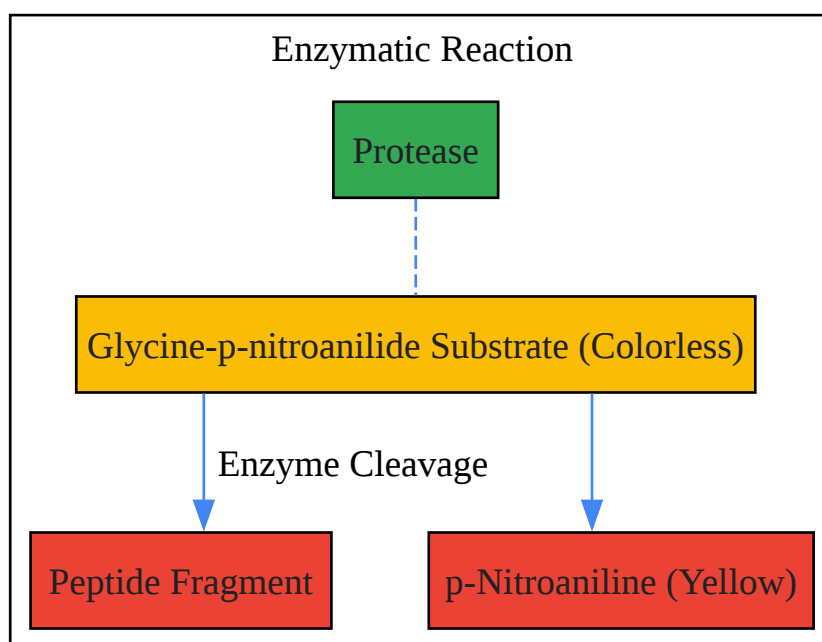 Enzymatic Reaction
Protease
Glycine-p-nitroanilide Substrate (Colorless)
Enzyme Cleavage
Peptide Fragment
p-Nitroaniline (Yellow)